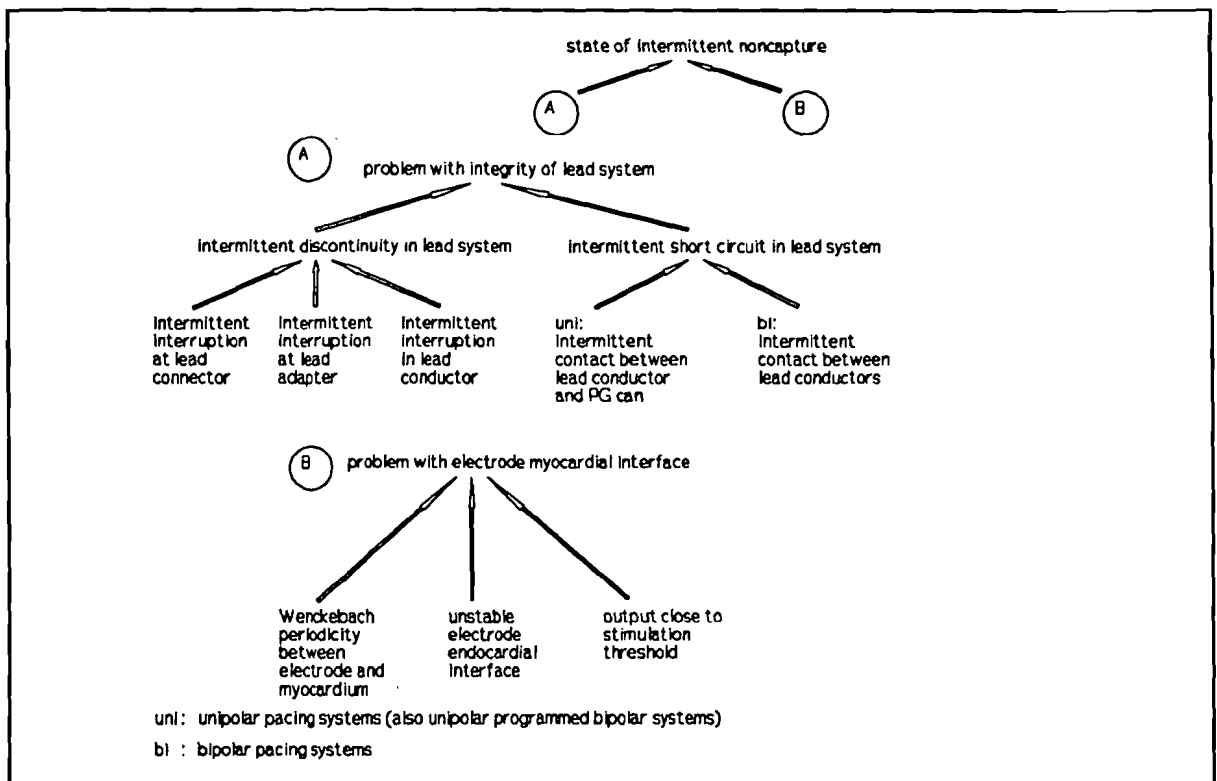 state of intermittent noncapture
A
B
A
problem with integrity of lead system
intermittent discontinuity in lead system
intermittent short circuit in lead system
intermittent
interruption
at lead
connector
intermittent
interruption
at lead
adapter
intermittent
interruption
in lead
conductor
uni:
intermittent
contact between
lead conductor
and PG can
bi:
intermittent
contact between
lead conductors
B
problem with electrode myocardial interface
Wenckebach
periodicity
between
electrode and
myocardium
unstable
electrode
endocardial
interface
output close to
stimulation
threshold
uni: unipolar pacing systems (also unipolar programmed bipolar systems)
bi : bipolar pacing systems